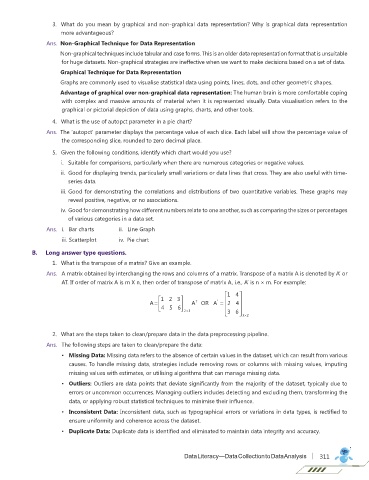 3. What do you mean by graphical and non-graphical data representation? Why is graphical data representation
more advantageous?
Ans. Non-Graphical Technique for Data Representation
Non-graphical techniques include tabular and case forms. This is an older data representation format that is unsuitable
for huge datasets. Non-graphical strategies are ineffective when we want to make decisions based on a set of data.
Graphical Technique for Data Representation
Graphs are commonly used to visualise statistical data using points, lines, dots, and other geometric shapes.
Advantage of graphical over non-graphical data representation: The human brain is more comfortable coping
with complex and massive amounts of material when it is represented visually. Data visualisation refers to the
graphical or pictorial depiction of data using graphs, charts, and other tools.
4. What is the use of autopct parameter in a pie chart?
Ans. The 'autopct' parameter displays the percentage value of each slice. Each label will show the percentage value of
the corresponding slice, rounded to zero decimal place.
5. Given the following conditions, identify which chart would you use?
i. Suitable for comparisons, particularly when there are numerous categories or negative values.
ii. Good for displaying trends, particularly small variations or data lines that cross. They are also useful with time-
series data.
iii. Good for demonstrating the correlations and distributions of two quantitative variables. These graphs may
reveal positive, negative, or no associations.
iv. Good for demonstrating how different numbers relate to one another, such as comparing the sizes or percentages
of various categories in a data set.
Ans. i. Bar charts ii. Line Graph
iii. Scatterplot iv. Pie chart
B. Long answer type questions.
1. What is the transpose of a matrix? Give an example.
Ans. A matrix obtained by interchanging the rows and columns of a matrix. Transpose of a matrix A is denoted by A' or
AT. If order of matrix A is m X n, then order of transpose of matrix A, i.e., A' is n × m. For example:
1 4
A = 1 2 3 A' OR A' = 2 4
4 5 6 2×3 3 6 3×2
2. What are the steps taken to clean/prepare data in the data preprocessing pipeline.
Ans. The following steps are taken to clean/prepare the data:
• Missing Data: Missing data refers to the absence of certain values in the dataset, which can result from various
causes. To handle missing data, strategies include removing rows or columns with missing values, imputing
missing values with estimates, or utilising algorithms that can manage missing data.
• Outliers: Outliers are data points that deviate significantly from the majority of the dataset, typically due to
errors or uncommon occurrences. Managing outliers includes detecting and excluding them, transforming the
data, or applying robust statistical techniques to minimise their influence.
• Inconsistent Data: Inconsistent data, such as typographical errors or variations in data types, is rectified to
ensure uniformity and coherence across the dataset.
• Duplicate Data: Duplicate data is identified and eliminated to maintain data integrity and accuracy.
Data Literacy—Data Collection to Data Analysis 311